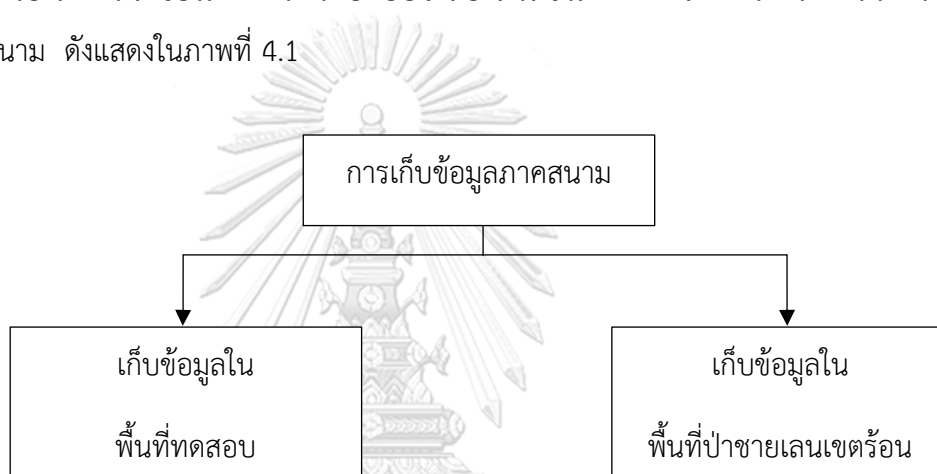 นาม ดังแสดงในภาพที่ 4.1
การเก็บข้อมูลภาคสนาม
เก็บข้อมูลใน
พื้นที่ทดสอบ
เก็บข้อมูลใน
พื้นที่ป่าชายเลนเขตร้อน